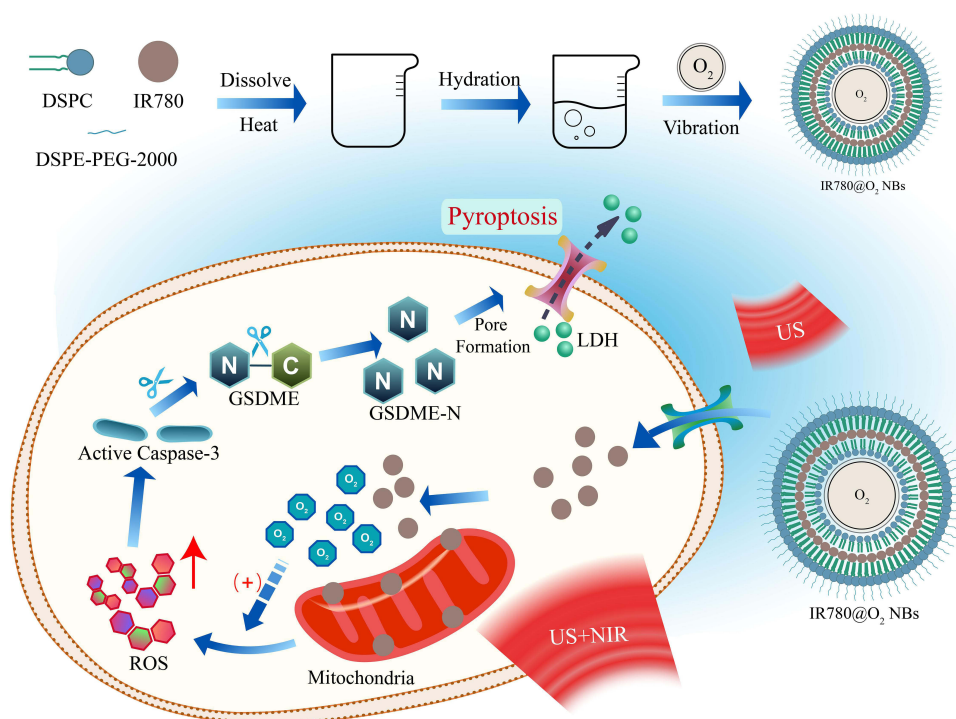 DSPC
IR780
DSPE-PEG-2000
Dissolve
Heat
Hydration
O₂
Vibration
O₂
IR780@O₂ NBs
Pyroptosis
US
N
C
GSDME
N
N
N
GSDME-N
Pore
Formation
LDH
Active Caspase-3
O₂
O₂
O₂
O₂
O₂
O₂
(+)
ROS
Mitochondria
US+NIR
O₂
IR780@O₂ NBs